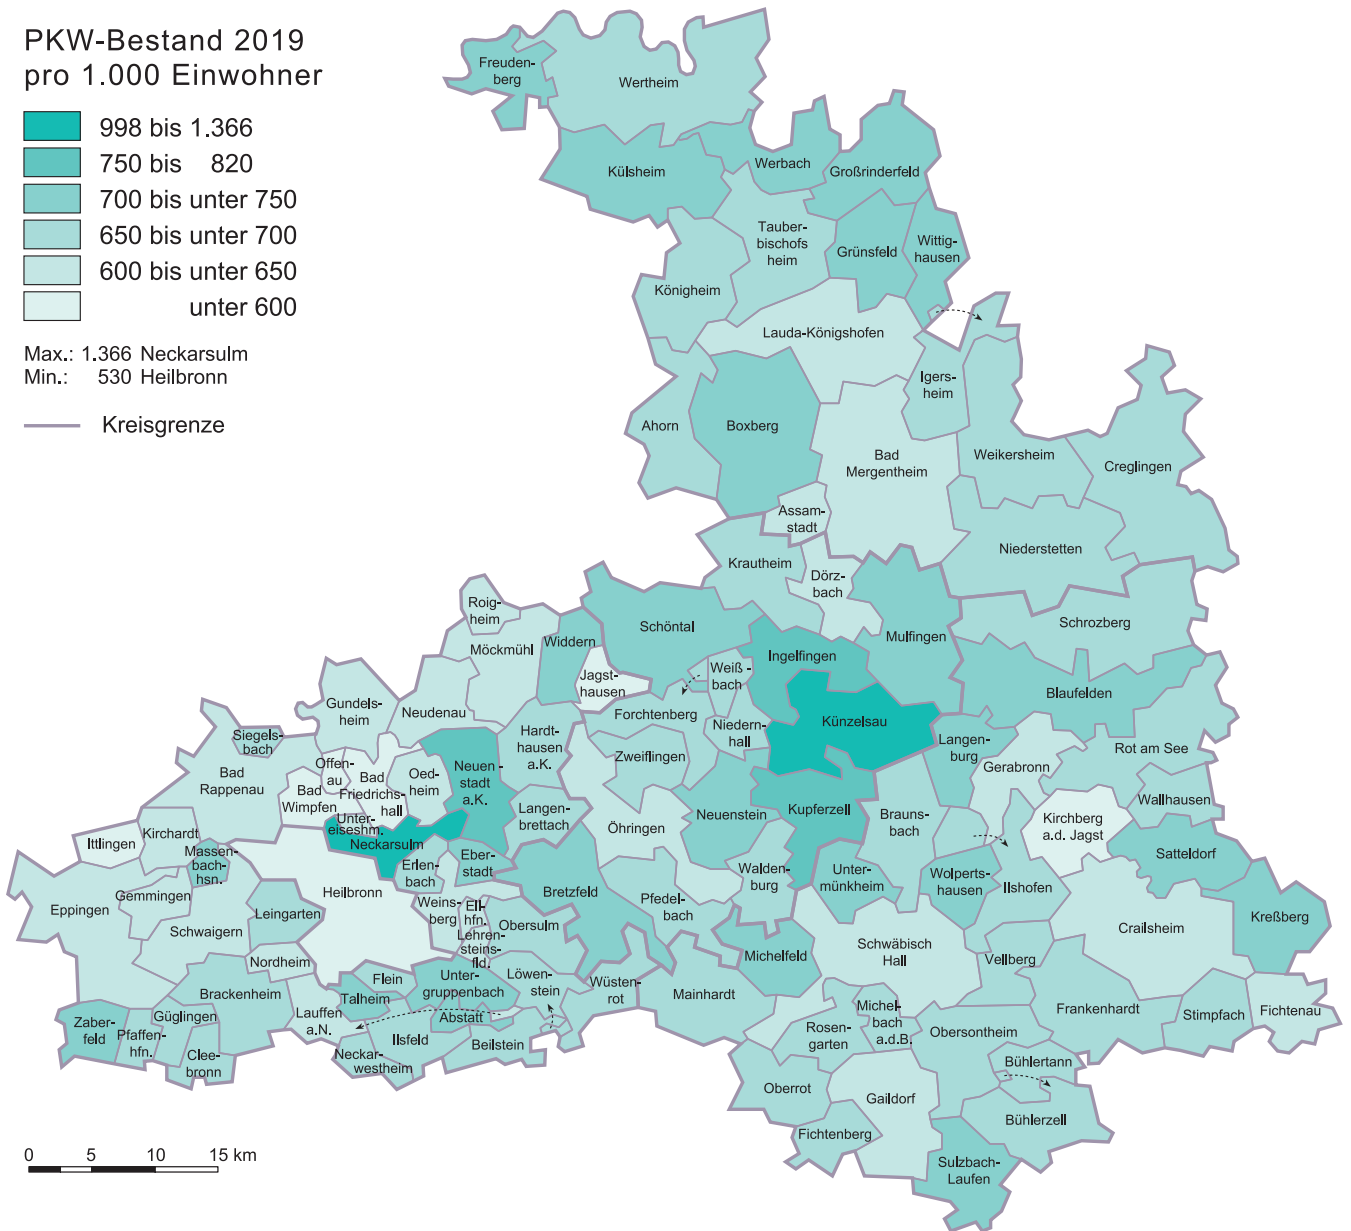 PKW-Bestand 2019
pro 1.000 Einwohner
998 bis 1.366
750 bis 820
700 bis unter 750
650 bis unter 700
600 bis unter 650
unter 600
Max.: 1.366 Neckarsulm
Min.: 530 Heilbronn
Kreisgrenze
Freuden-
berg
Wertheim
Külsheim
Werbach
Großrinderfeld
Tauber-
bischofs
heim
Grünsfeld
Wittig-
hausen
Königheim
Lauda-Königshofen
Igers-
heim
Ahorn
Boxberg
Bad
Mergentheim
Weikersheim
Creglingen
Assam-
stadt
Niederstetten
Krautheim
Dörz-
bach
Roig-
heim
Möckmühl
Widdern
Schöntal
Mulfingen
Schrozberg
Jagst-
hausen
Weiß -
bach
Ingelfingen
Blaufelden
Gundels-
heim
Neudenau
Forchtenberg
Niedern-
hall
Künzelsau
Siegels-
bach
Hardt-
hausen
a.K.
Zweiflingen
Langen-
burg
Gerabronn
Rot am See
Bad
Rappenau
Offen-
au
Bad
Wimpfen
Bad
Friedrichs-
hall
Oed-
heim
Neuen
stadt
a.K.
Langen-
brettach
Öhringen
Neuenstein
Kupferzell
Brauns-
bach
Kirchberg
a.d. Jagst
Wallhausen
Unter-
eiseshm.
Neckarsulm
Ittlingen
Kirchardt
Massen-
bach-
hsn.
Erlen-
bach
Eber-
stadt
Bretzfeld
Pfedel-
bach
Walden-
burg
Unter-
münkheim
Wolperts-
hausen
Ilshofen
Satteldorf
Eppingen
Gemmingen
Schwaigern
Leingarten
Heilbronn
Weins-
berg
Ell-
hfn.
Lehren-
steins-
fld.
Obersulm
Kreßberg
Crailsheim
Nordheim
Flein
Unter-
gruppenbach
Löwen-
stein
Wüsten-
rot
Mainhardt
Michelfeld
Schwäbisch
Hall
Vellberg
Frankenhardt
Stimpfach
Fichtenau
Brackenheim
Talheim
Abstatt
Lauffen
a.N.
Zaber-
feld
Pfaffen-
hfn.
Güglingen
Clee-
bronn
Neckar-
westheim
Ilsfeld
Beilstein
Rosen-
garten
Michel-
bach
a.d.B.
Obersontheim
Bühlertann
Oberrot
Gaildorf
Bühlerzell
Fichtenberg
Sulzbach-
Laufen
0 5 10 15 km